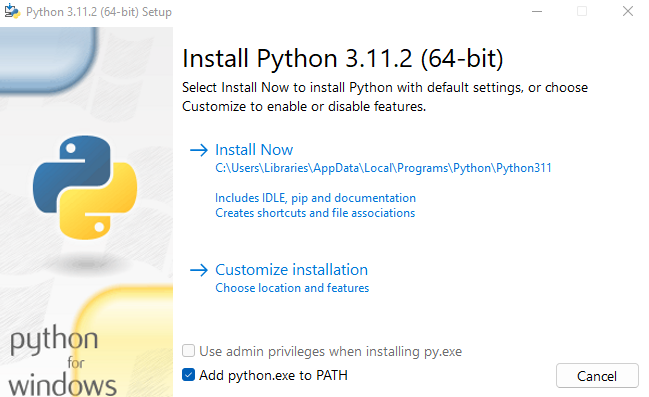 Python 3.11.2 (64-bit) Setup
Install Python 3.11.2 (64-bit)
Select Install Now to install Python with default settings, or choose
Customize to enable or disable features.
Install Now
C:\Users\Libraries\AppData\Local\Programs\Python\Python311
Includes IDLE, pip and documentation
Creates shortcuts and file associations
Customize installation
Choose location and features
python
for
windows
Use admin privileges when installing py.exe
Add python.exe to PATH
Cancel